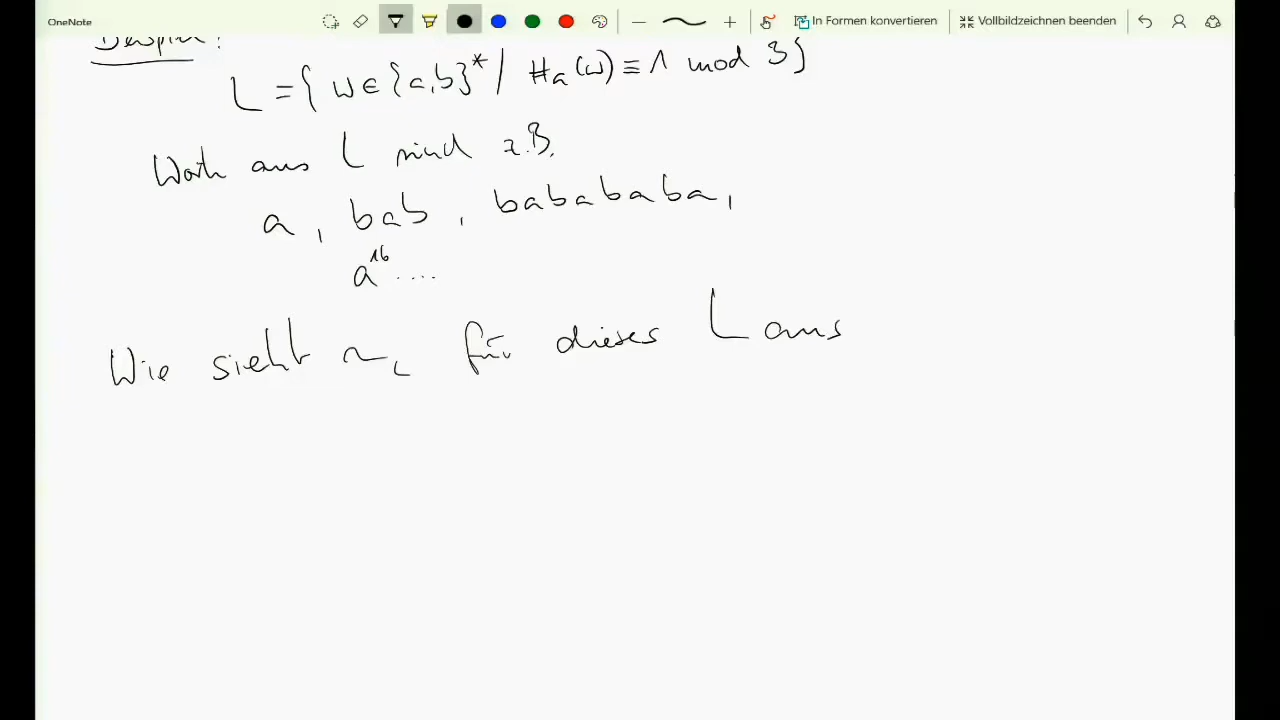 OneNote In Formen konvertieren Vollbildzeichnen beenden
Beispiel:
L = { w ∈ {a,b}* / #a(w) ≡ 1 mod 3}
Worte aus L sind z.B.
a, bab, babababa,
a^16 ....
Wie sieht ~L für dieses L aus